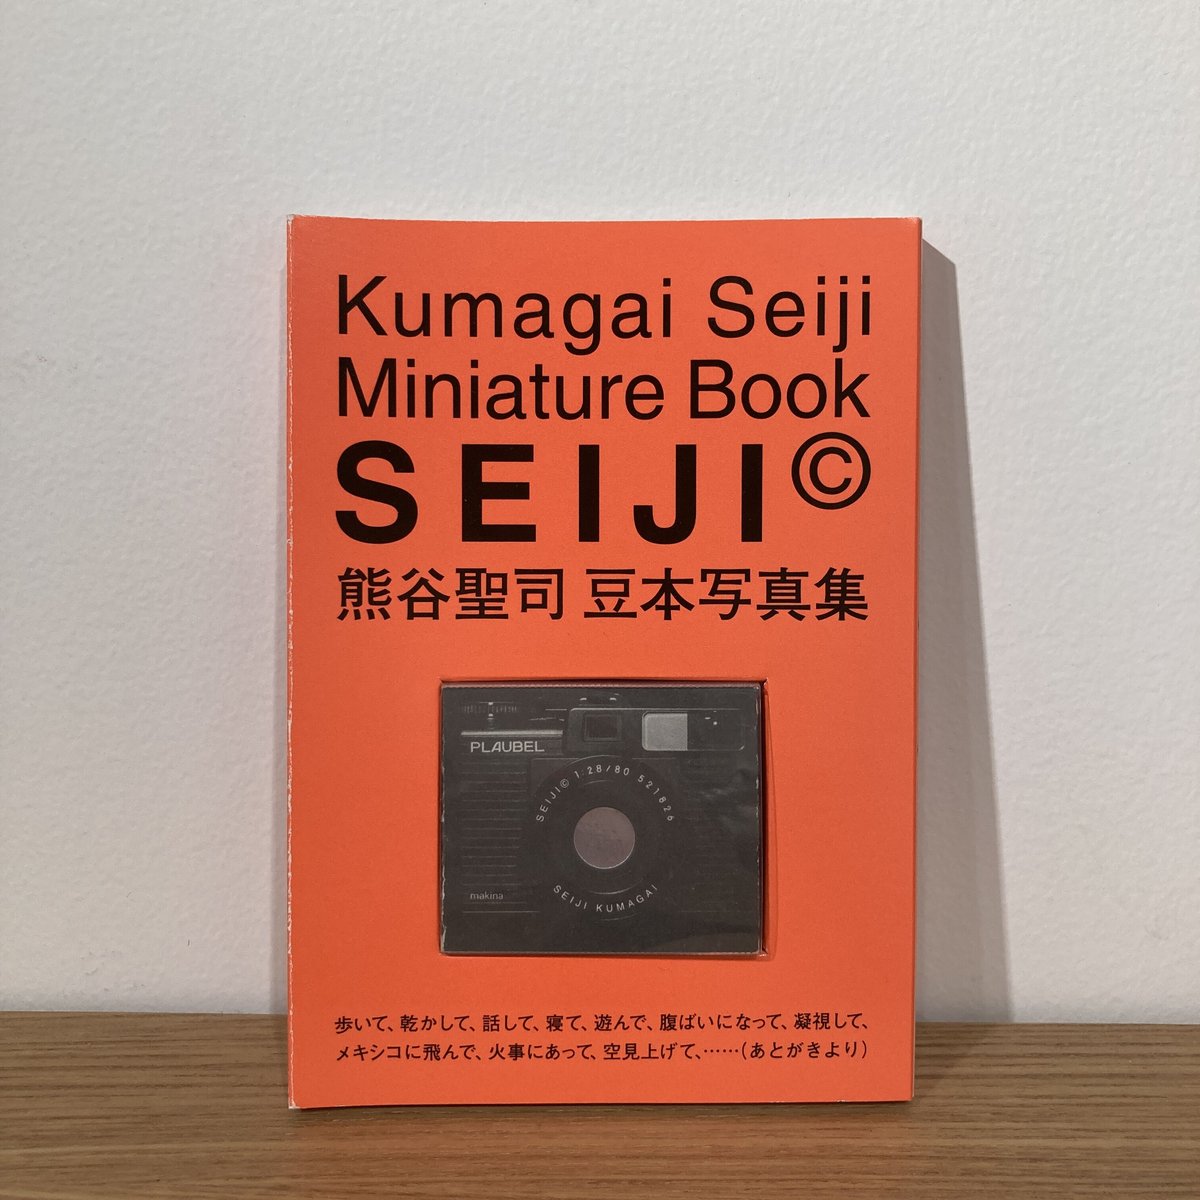 Kumagai Seiji
Miniature Book
SEIJI©
熊谷聖司 豆本写真集
PLAUBEL
SEIJI© 1:28/80 521826
makina
SEIJI KUMAGAI
歩いて、乾かして、話して、寝て、遊んで、腹ばいになって、凝視して、
メキシコに飛んで、火事にあって、空見上げて、……(あとがきより)